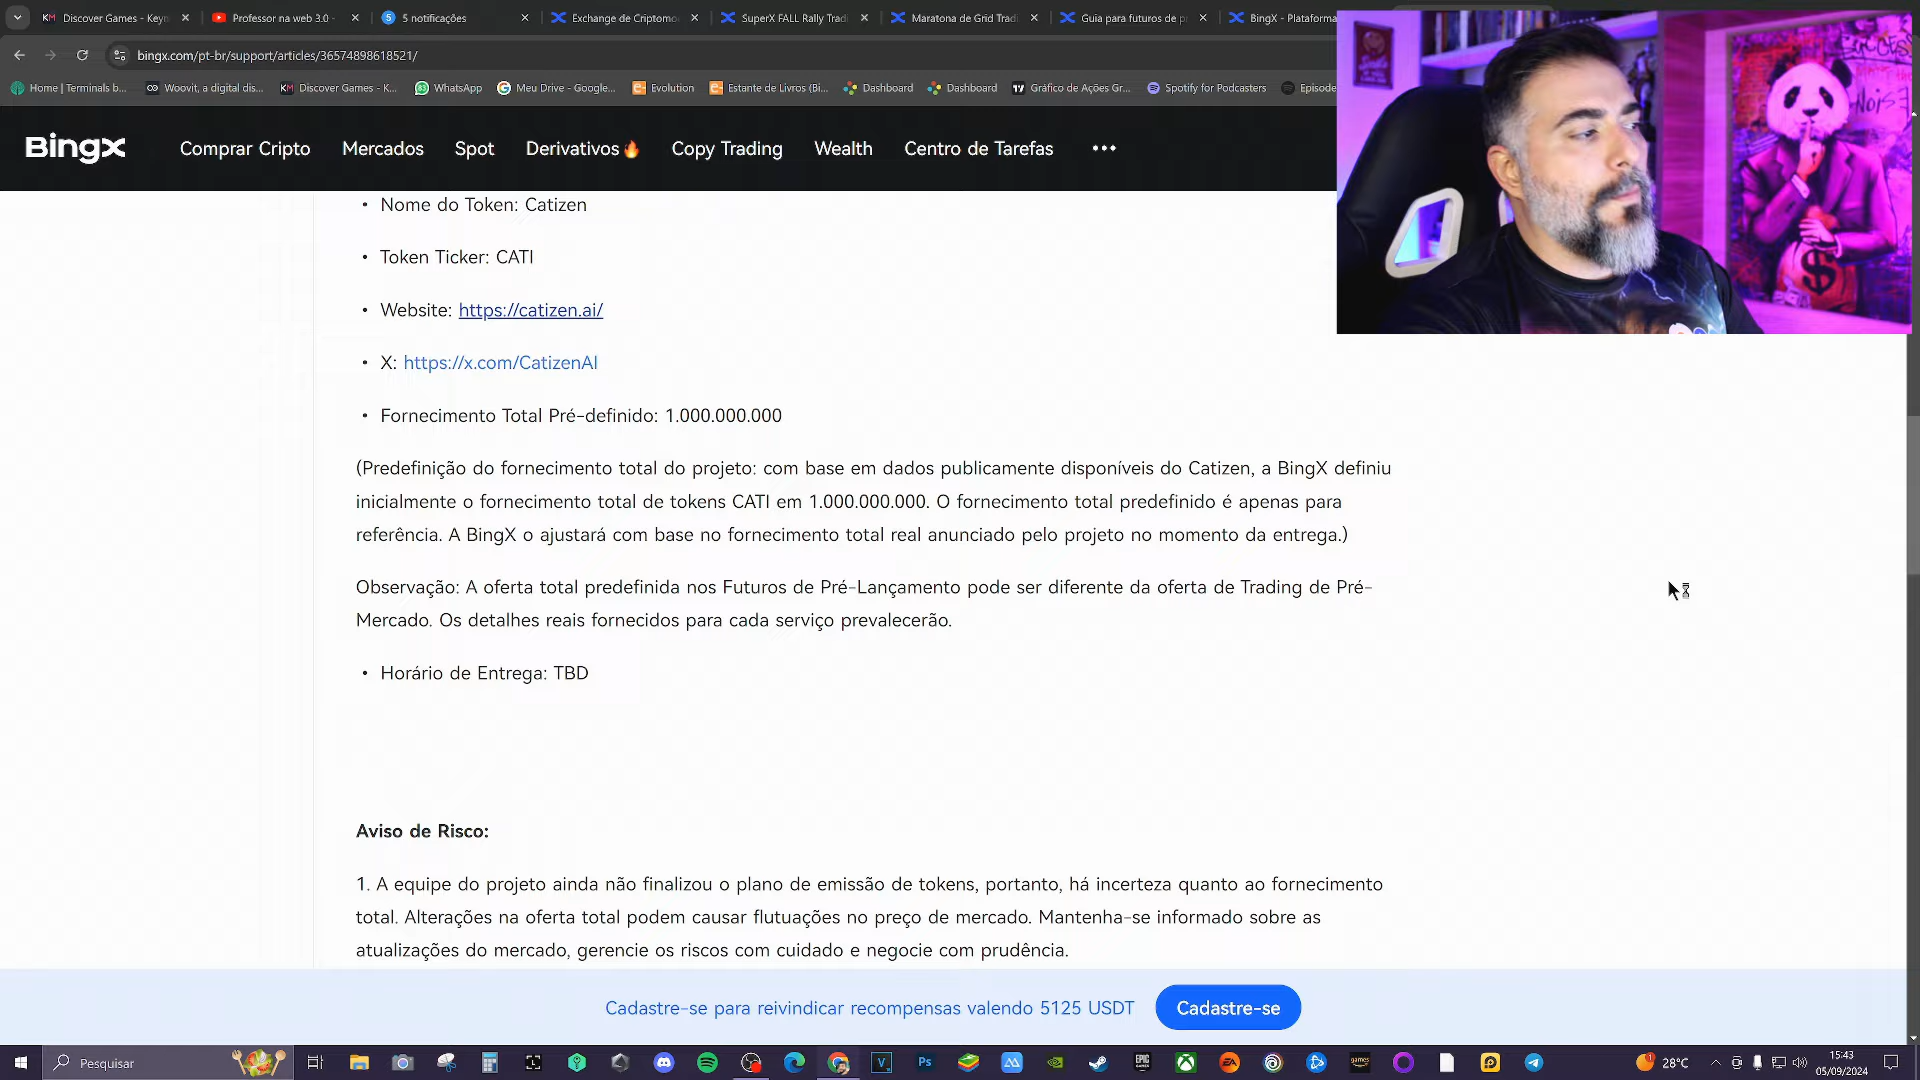 Discover Games - Keyn
Professor na web 3.0 -
5 notificações
Exchange de Criptomo
SuperX FALL Rally Tradi
Maratona de Grid Tradi
Guia para futuros de p
BingX - Plataforma
bingx.com/pt-br/support/articles/36574898618521/
Home | Terminals b...
Woovit, a digital dis...
Discover Games - K...
WhatsApp
Meu Drive - Google...
Evolution
Estante de Livros (Bi...
Dashboard
Dashboard
Gráfico de Ações Gr...
Spotify for Podcasters
Episode
BingX
Comprar Cripto
Mercados
Spot
Derivativos
Copy Trading
Wealth
Centro de Tarefas
• Nome do Token: Catizen
• Token Ticker: CATI
• Website: https://catizen.ai/
• X: https://x.com/CatizenAI
• Fornecimento Total Pré-definido: 1.000.000.000
(Predefinição do fornecimento total do projeto: com base em dados publicamente disponíveis do Catizen, a BingX definiu
inicialmente o fornecimento total de tokens CATI em 1.000.000.000. O fornecimento total predefinido é apenas para
referência. A BingX o ajustará com base no fornecimento total real anunciado pelo projeto no momento da entrega.)
Observação: A oferta total predefinida nos Futuros de Pré-Lançamento pode ser diferente da oferta de Trading de Pré-
Mercado. Os detalhes reais fornecidos para cada serviço prevalecerão.
• Horário de Entrega: TBD
Aviso de Risco:
1. A equipe do projeto ainda não finalizou o plano de emissão de tokens, portanto, há incerteza quanto ao fornecimento
total. Alterações na oferta total podem causar flutuações no preço de mercado. Mantenha-se informado sobre as
atualizações do mercado, gerencie os riscos com cuidado e negocie com prudência.
Cadastre-se para reivindicar recompensas valendo 5125 USDT
Cadastre-se
Pesquisar
28°C
15:43
05/09/2024